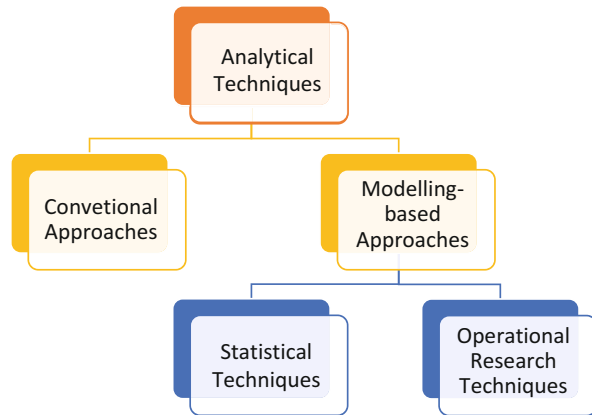 Analytical
Techniques
Convetional
Approaches
Modelling-
based
Approaches
Statistical
Techniques
Operational
Research
Techniques